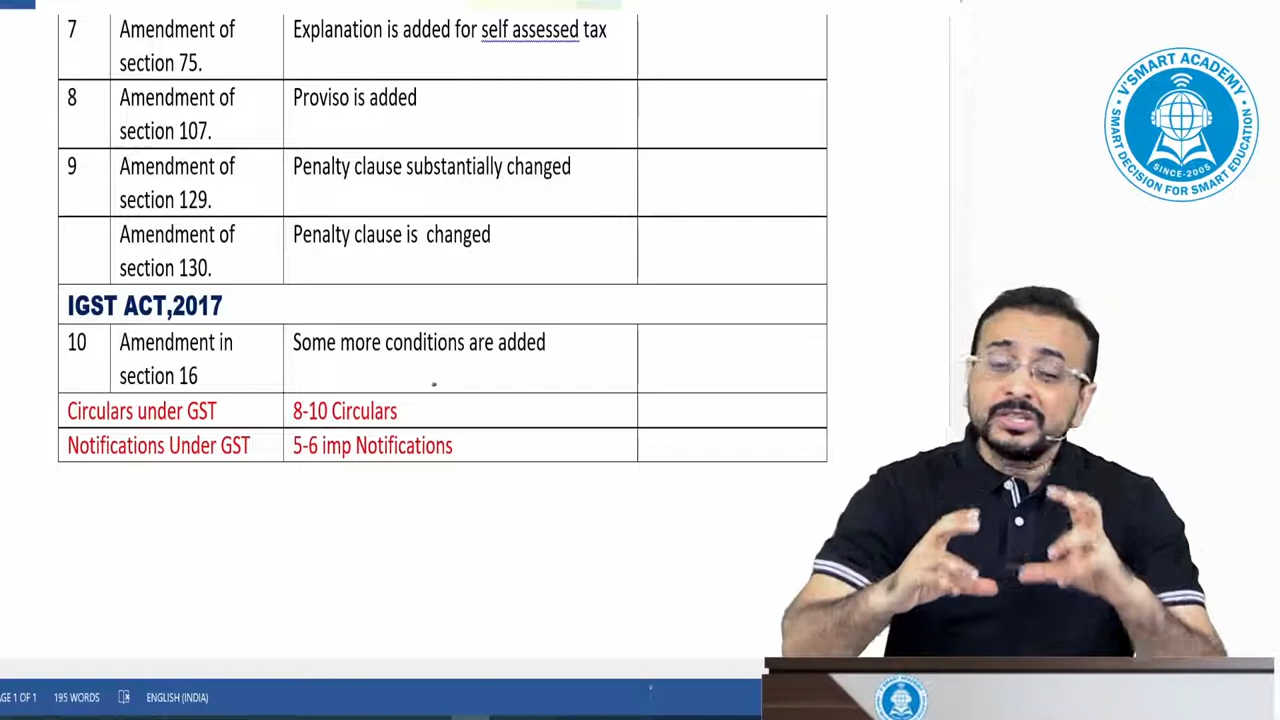 7 Amendment of Explanation is added for self assessed tax
section 75.
8 Amendment of Proviso is added
section 107.
9 Amendment of Penalty clause substantially changed
section 129.
Amendment of Penalty clause is changed
section 130.
IGST ACT,2017
10 Amendment in Some more conditions are added
section 16
Circulars under GST 8-10 Circulars
Notifications Under GST 5-6 imp Notifications
V'SMART ACADEMY
SINCE-2005
SMART DECISION FOR SMART EDUCATION
AGE 1 OF 1 195 WORDS ENGLISH (INDIA)